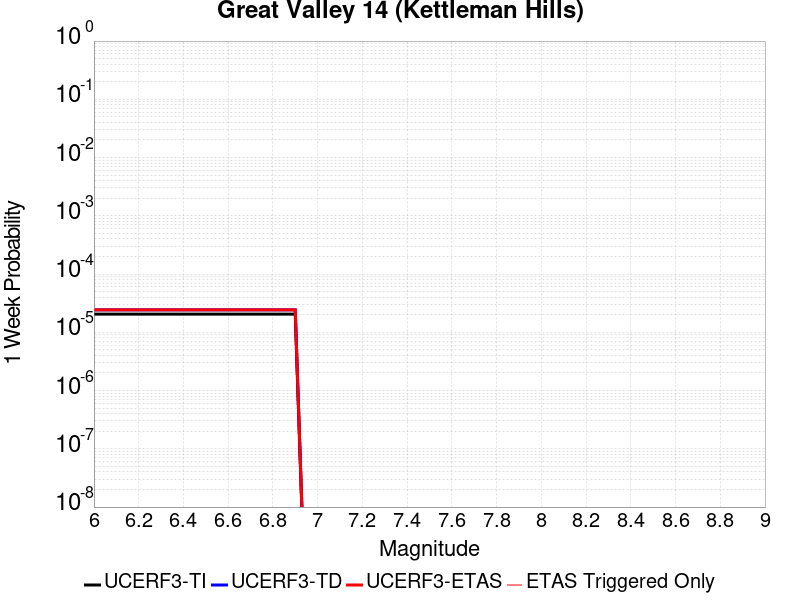 Great Valley 14 (Kettleman Hills)
10^0
10^-1
10^-2
10^-3
10^-4
10^-5
10^-6
10^-7
10^-8
1 Week Probability
6 6.2 6.4 6.6 6.8 7 7.2 7.4 7.6 7.8 8 8.2 8.4 8.6 8.8 9
Magnitude
UCERF3-TI UCERF3-TD UCERF3-ETAS ETAS Triggered Only